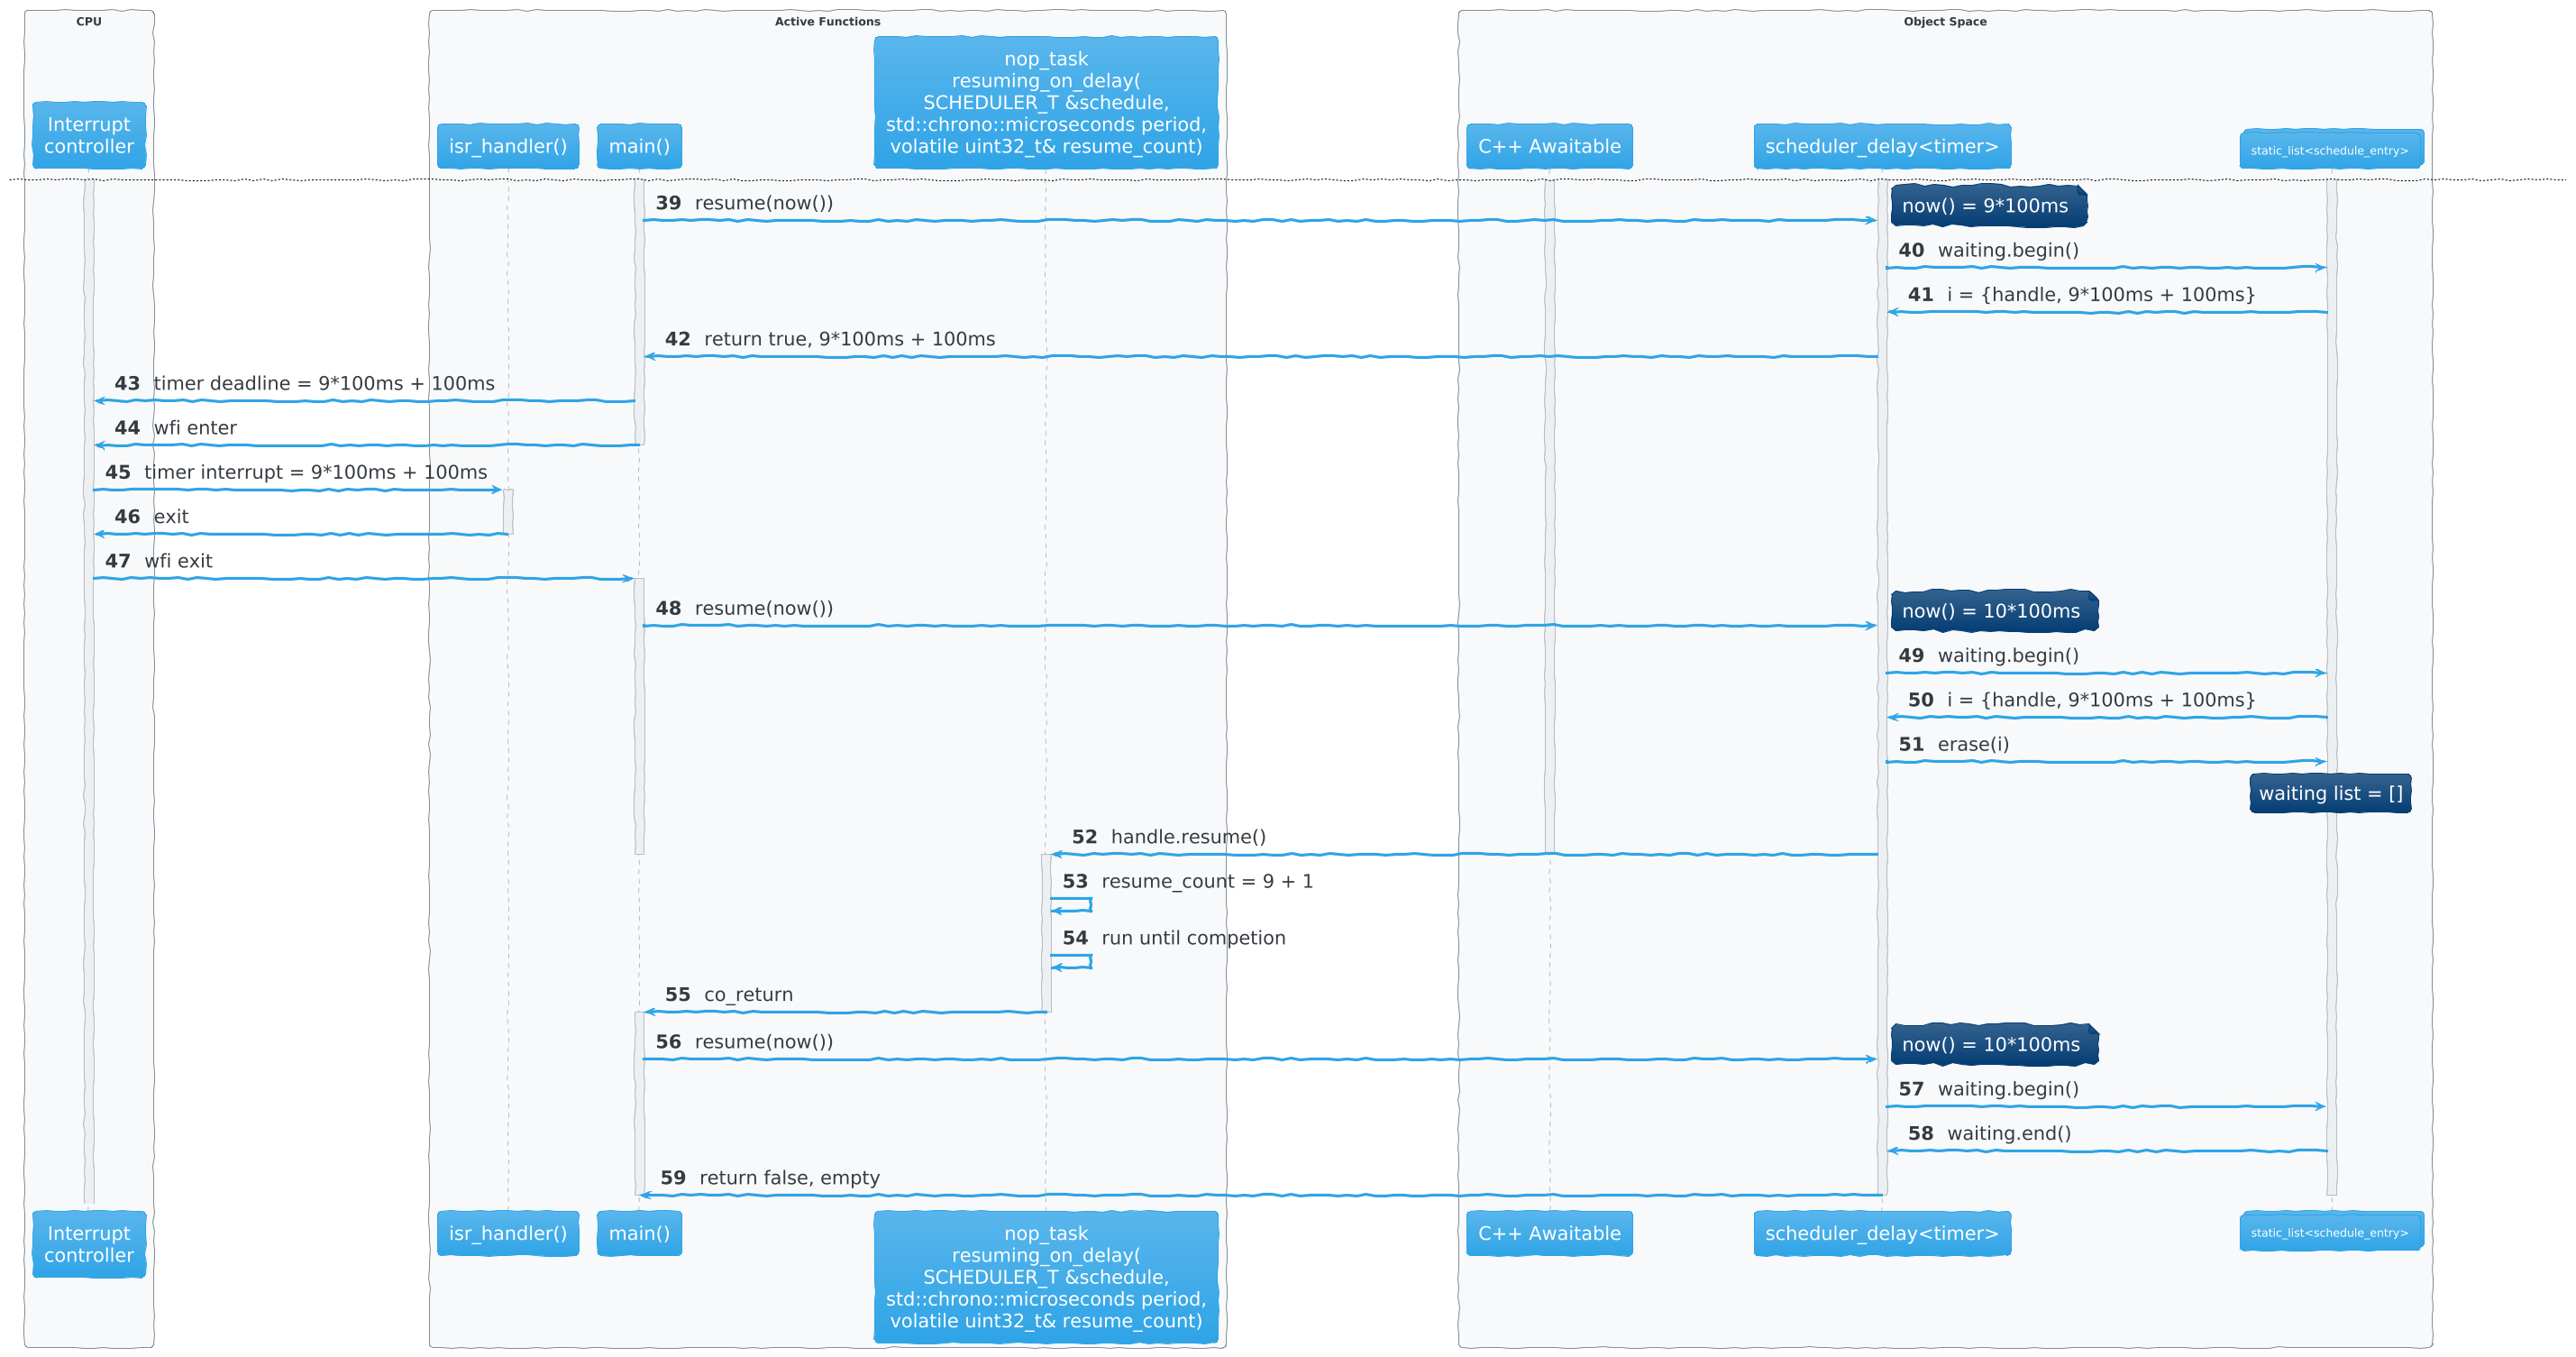 CPU
Active Functions
Object Space
Interrupt
controller
isr_handler()
main()
nop_task
resuming_on_delay(
SCHEDULER_T &schedule,
std::chrono::microseconds period,
volatile uint32_t& resume_count)
C++ Awaitable
scheduler_delay<timer>
static_list<schedule_entry>
39 resume(now())
now() = 9*100ms
40 waiting.begin()
41 i = {handle, 9*100ms + 100ms}
42 return true, 9*100ms + 100ms
43 timer deadline = 9*100ms + 100ms
44 wfi enter
45 timer interrupt = 9*100ms + 100ms
46 exit
47 wfi exit
48 resume(now())
now() = 10*100ms
49 waiting.begin()
50 i = {handle, 9*100ms + 100ms}
51 erase(i)
waiting list = []
52 handle.resume()
53 resume_count = 9 + 1
54 run until competion
55 co_return
56 resume(now())
now() = 10*100ms
57 waiting.begin()
58 waiting.end()
59 return false, empty
Interrupt
controller
isr_handler()
main()
nop_task
resuming_on_delay(
SCHEDULER_T &schedule,
std::chrono::microseconds period,
volatile uint32_t& resume_count)
C++ Awaitable
scheduler_delay<timer>
static_list<schedule_entry>